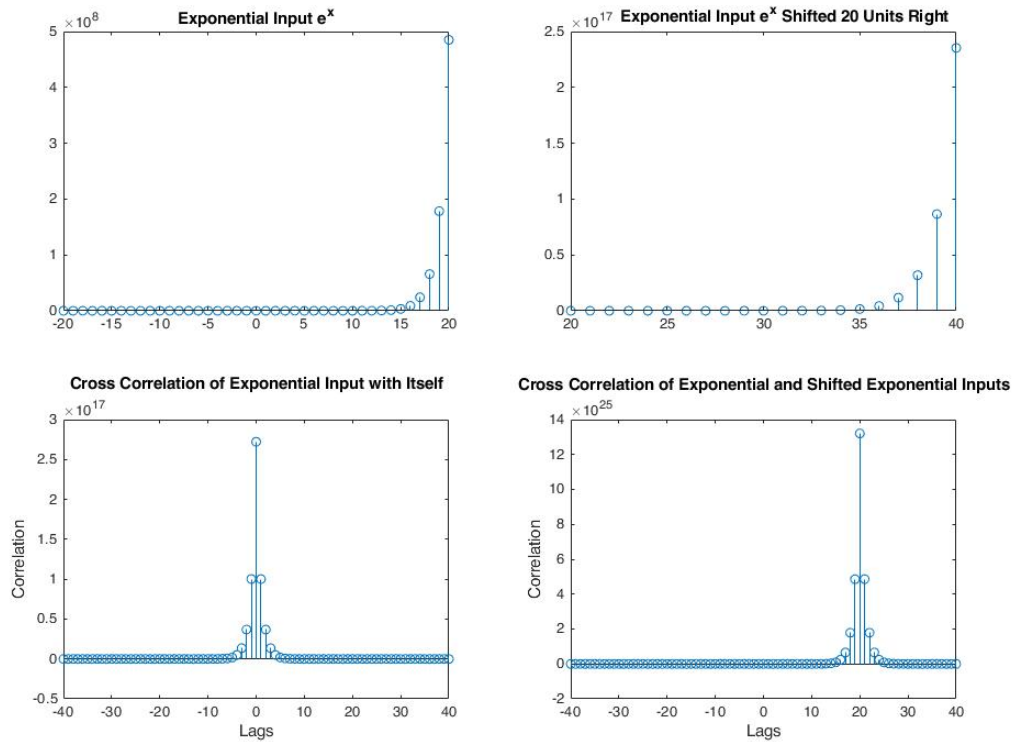 Exponential Input e^x
×10^8
5
4
3
2
1
0
-20 -15 -10 -5 0 5 10 15 20
Exponential Input e^x Shifted 20 Units Right
×10^17
2.5
2
1.5
1
0.5
0
20 25 30 35 40
Cross Correlation of Exponential Input with Itself
×10^17
3
2.5
2
1
0.5
0
-0.5
Correlation
-40 -30 -20 -10 0 10 20 30 40
Lags
Cross Correlation of Exponential and Shifted Exponential Inputs
×10^25
14
12
10
8
6
4
25
0
-2
Correlation
-40 -30 -20 -10 0 10 20 30 40
Lags